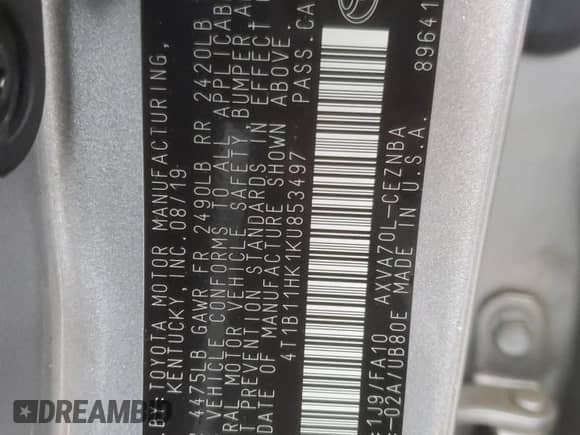 TOYOTA MOTOR MANUFACTURING,
KENTUCKY, INC. 08/19
4475LB GAWR FR 2490LB RR 2420LB
VEHICLE CONFORMS TO ALL APPLICAB
RAL MOTOR VEHICLE SAFETY, BUMPER A
T PREVENTION STANDARDS IN EFFECT
DATE OF MANUFACTURE SHOWN ABOVE.
4T1B11HK1KU853497 PASS.CA
1J9/FA10 AXVA70L-CEZNBA
-02A/UB80E MADE IN U.S.A.
89641
DREAMBID